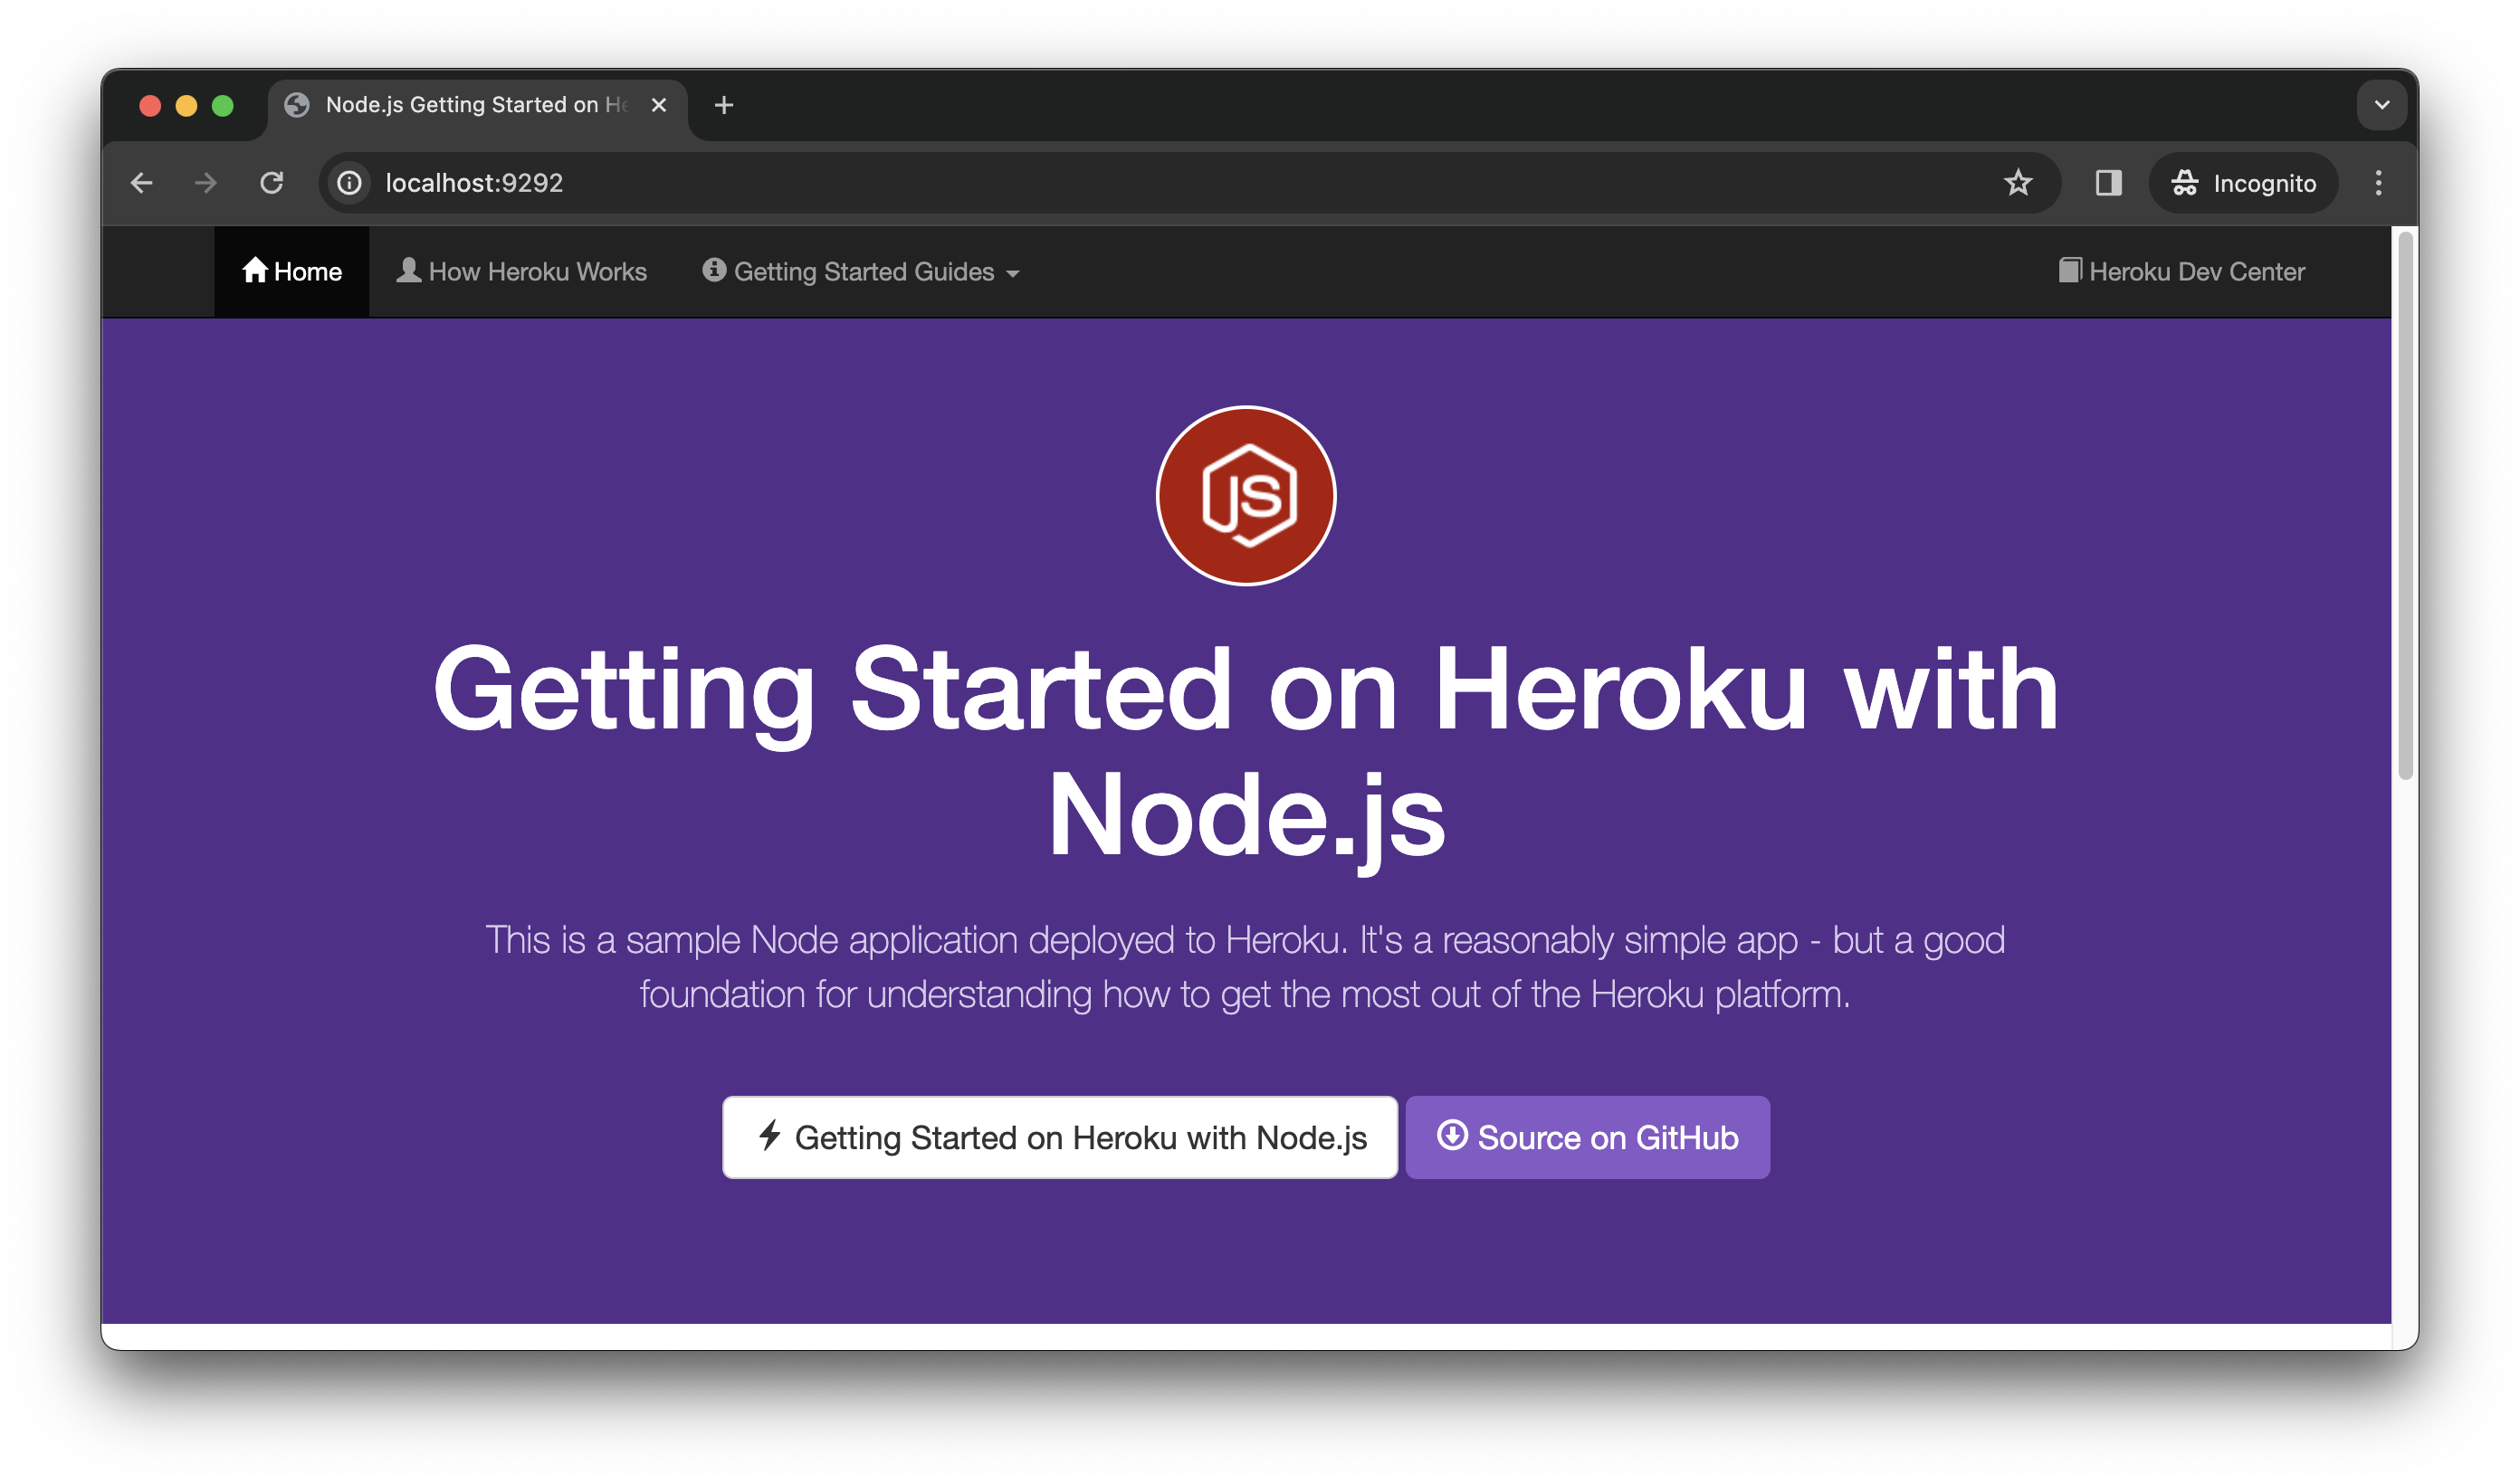 Node.js Getting Started on He
localhost:9292
Incognito
Home
How Heroku Works
Getting Started Guides
Heroku Dev Center
JS
Getting Started on Heroku with
Node.js
This is a sample Node application deployed to Heroku. It's a reasonably simple app - but a good
foundation for understanding how to get the most out of the Heroku platform.
Getting Started on Heroku with Node.js
Source on GitHub